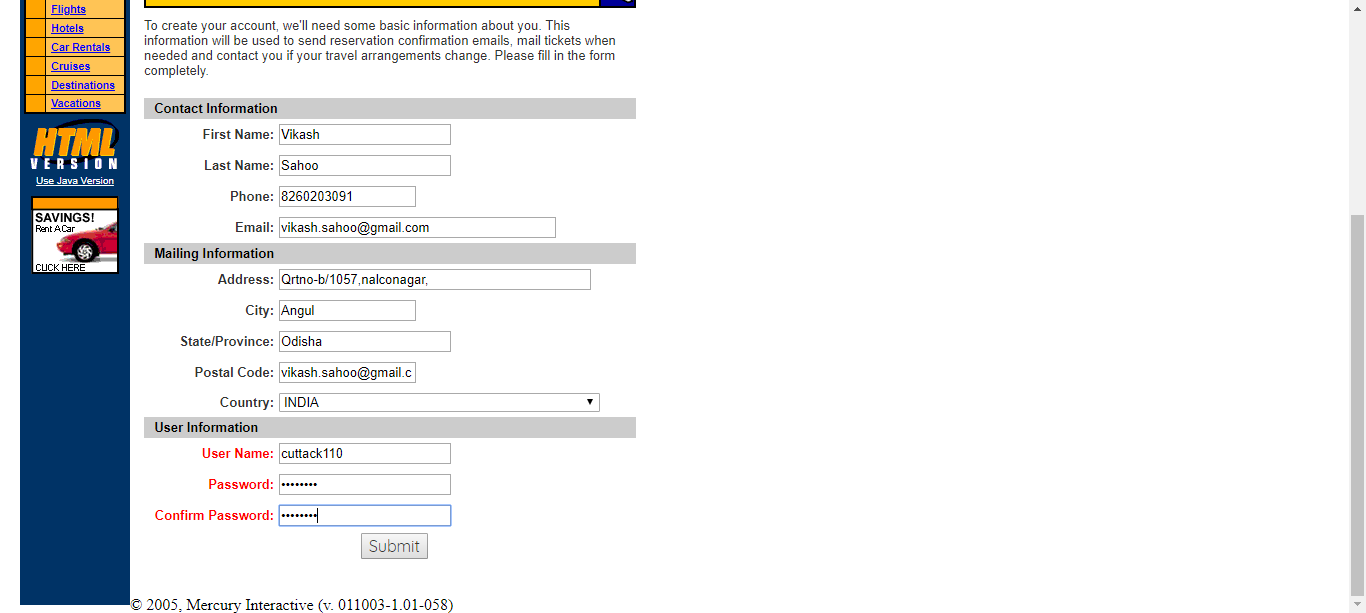 Flights
Hotels
Car Rentals
Cruises
Destinations
Vacations
HTML
VERSION
Use Java Version
SAVINGS!
Rent A Car
CLICK HERE
To create your account, we'll need some basic information about you. This
information will be used to send reservation confirmation emails, mail tickets when
needed and contact you if your travel arrangements change. Please fill in the form
completely.
Contact Information
First Name: Vikash
Last Name: Sahoo
Phone: 8260203091
Email: vikash.sahoo@gmail.com
Mailing Information
Address: Qrtno-b/1057,nalconagar,
City: Angul
State/Province: Odisha
Postal Code: vikash.sahoo@gmail.c
Country: INDIA
User Information
User Name: cuttack110
Password: ••••••••
Confirm Password: ••••••••
Submit
© 2005, Mercury Interactive (v. 011003-1.01-058)